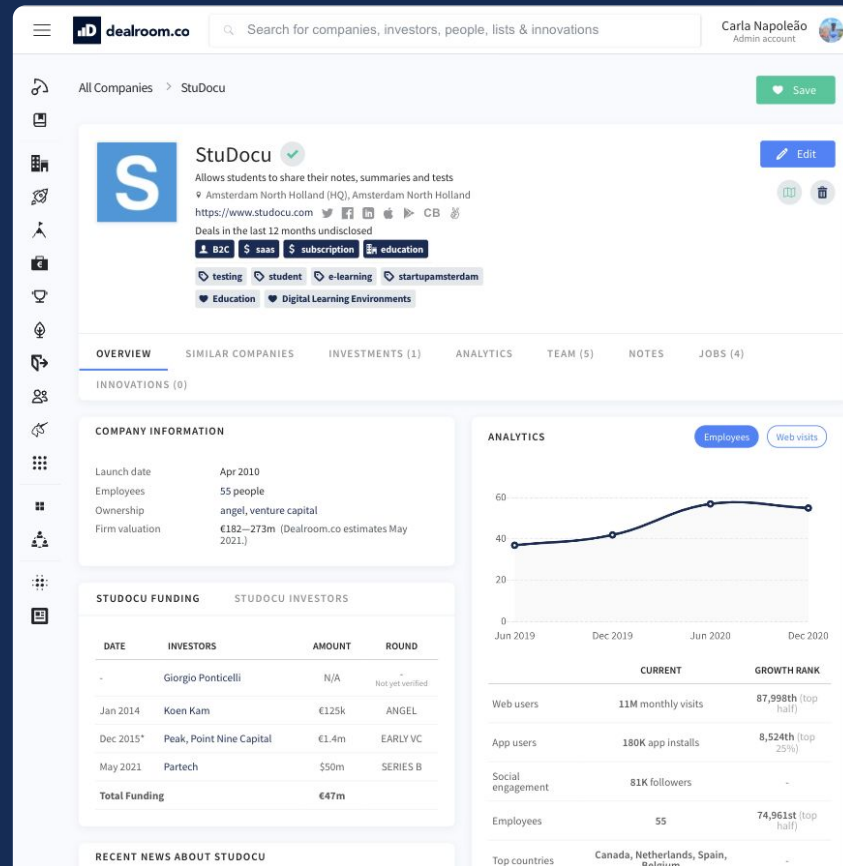 dealroom.co
Search for companies, investors, people, lists & innovations
Carla Napoleão
Admin account
All Companies > StuDocu
Save
S
StuDocu
Edit
Allows students to share their notes, summaries and tests
Amsterdam North Holland (HQ), Amsterdam North Holland
https://www.studocu.com CB
Deals in the last 12 months undisclosed
B2C $ saas $ subscription education
testing student e-learning startupamsterdam
Education Digital Learning Environments
OVERVIEW SIMILAR COMPANIES INVESTMENTS (1) ANALYTICS TEAM (5) NOTES JOBS (4)
INNOVATIONS (0)
COMPANY INFORMATION
Launch date Apr 2010
Employees 55 people
Ownership angel, venture capital
Firm valuation €182—273m (Dealroom.co estimates May
2021.)
STUDOCU FUNDING STUDOCU INVESTORS
DATE INVESTORS AMOUNT ROUND
- Giorgio Ponticelli N/A -
Not yet verified
Jan 2014 Koen Kam €125k ANGEL
Dec 2015* Peak, Point Nine Capital €1.4m EARLY VC
May 2021 Partech $50m SERIES B
Total Funding €47m
RECENT NEWS ABOUT STUDOCU
ANALYTICS Employees Web visits
60
40
20
0
Jun 2019 Dec 2019 Jun 2020 Dec 2020
CURRENT GROWTH RANK
Web users 11M monthly visits 87,998th (top
half)
App users 180K app installs 8,524th (top
25%)
Social
engagement 81K followers -
Employees 55 74,961st (top
half)
Top countries Canada, Netherlands, Spain, -
Belgium